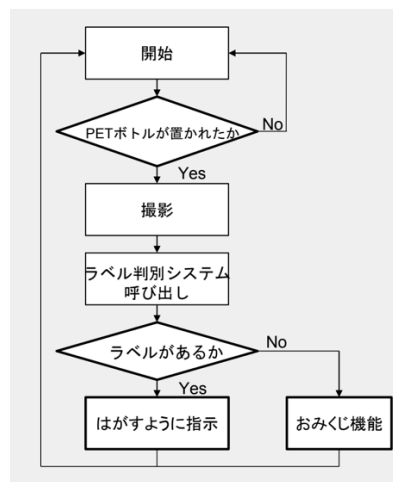 開始
PETボトルが置かれたか
No
Yes
撮影
ラベル判別システム
呼び出し
ラベルがあるか
No
Yes
はがすように指示
おみくじ機能